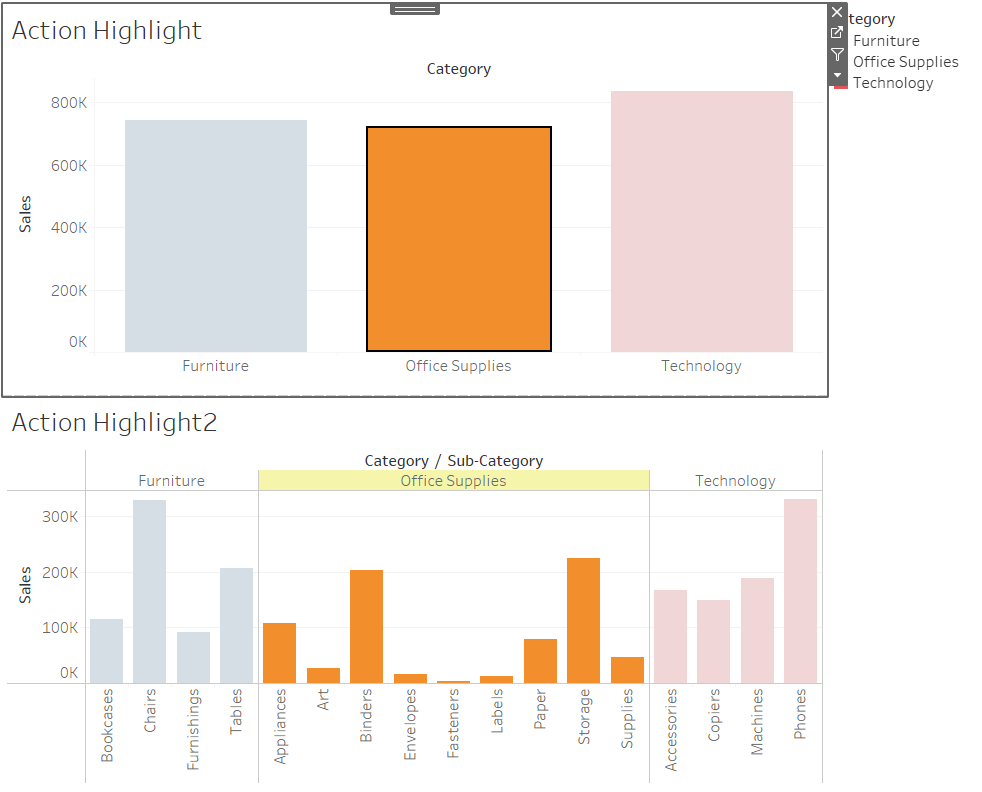 Action Highlight
tegory
Furniture
Office Supplies
Technology
Category
800K
600K
400K
200K
0K
Sales
Furniture Office Supplies Technology
Action Highlight2
Category / Sub-Category
Furniture Office Supplies Technology
300K
200K
100K
0K
Sales
Bookcases
Chairs
Furnishings
Tables
Appliances
Art
Binders
Envelopes
Fasteners
Labels
Paper
Storage
Supplies
Accessories
Copiers
Machines
Phones